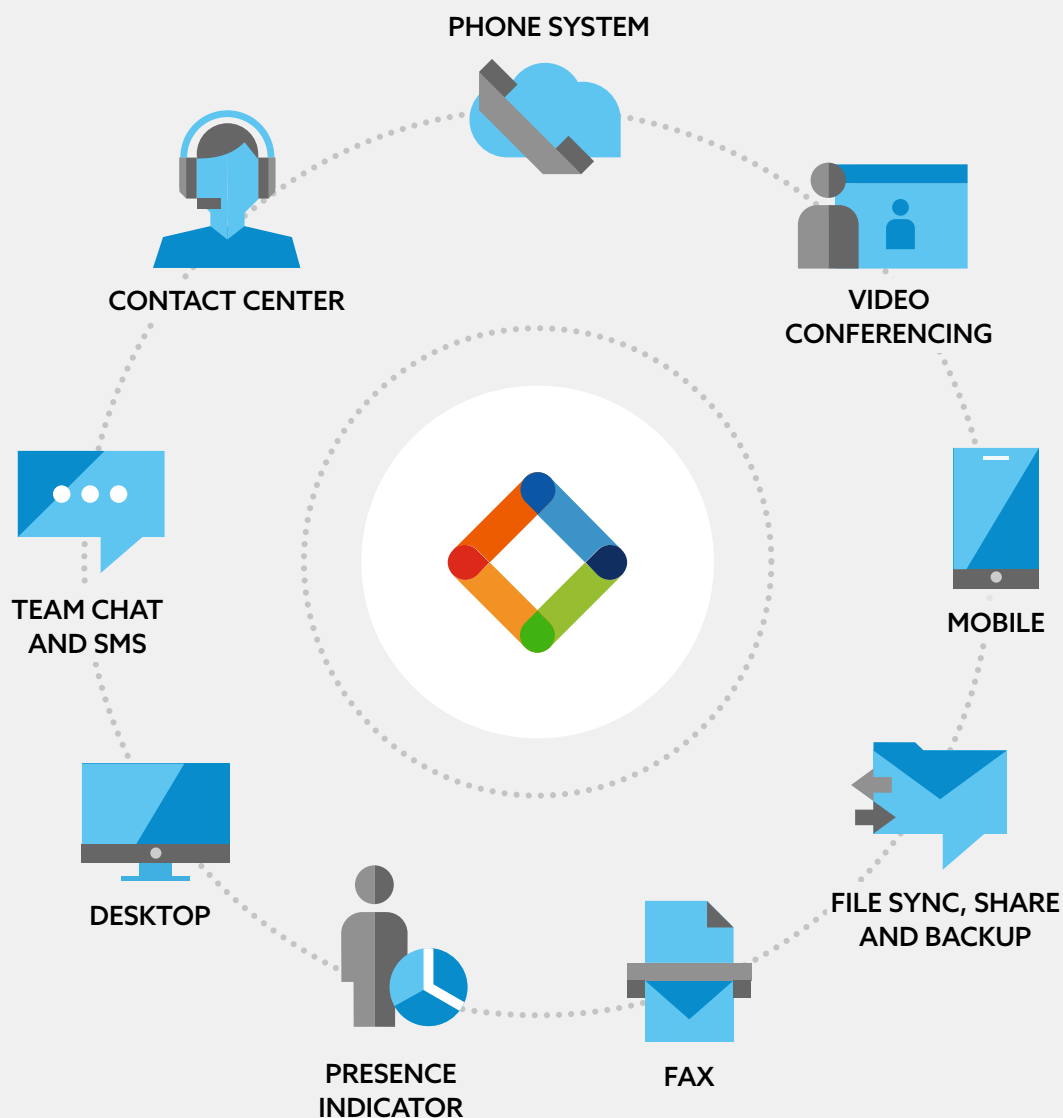 PHONE SYSTEM
CONTACT CENTER
VIDEO
CONFERENCING
TEAM CHAT
AND SMS
MOBILE
DESKTOP
FILE SYNC, SHARE
AND BACKUP
PRESENCE
INDICATOR
FAX